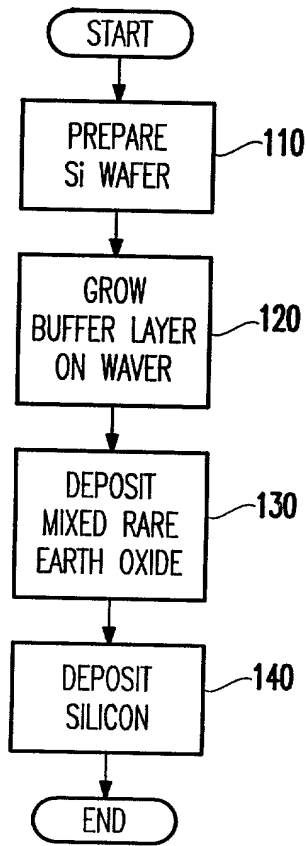 START
PREPARE
Si WAFER
110
GROW
BUFFER LAYER
ON WAVER
120
DEPOSIT
MIXED RARE
EARTH OXIDE
130
DEPOSIT
SILICON
140
END